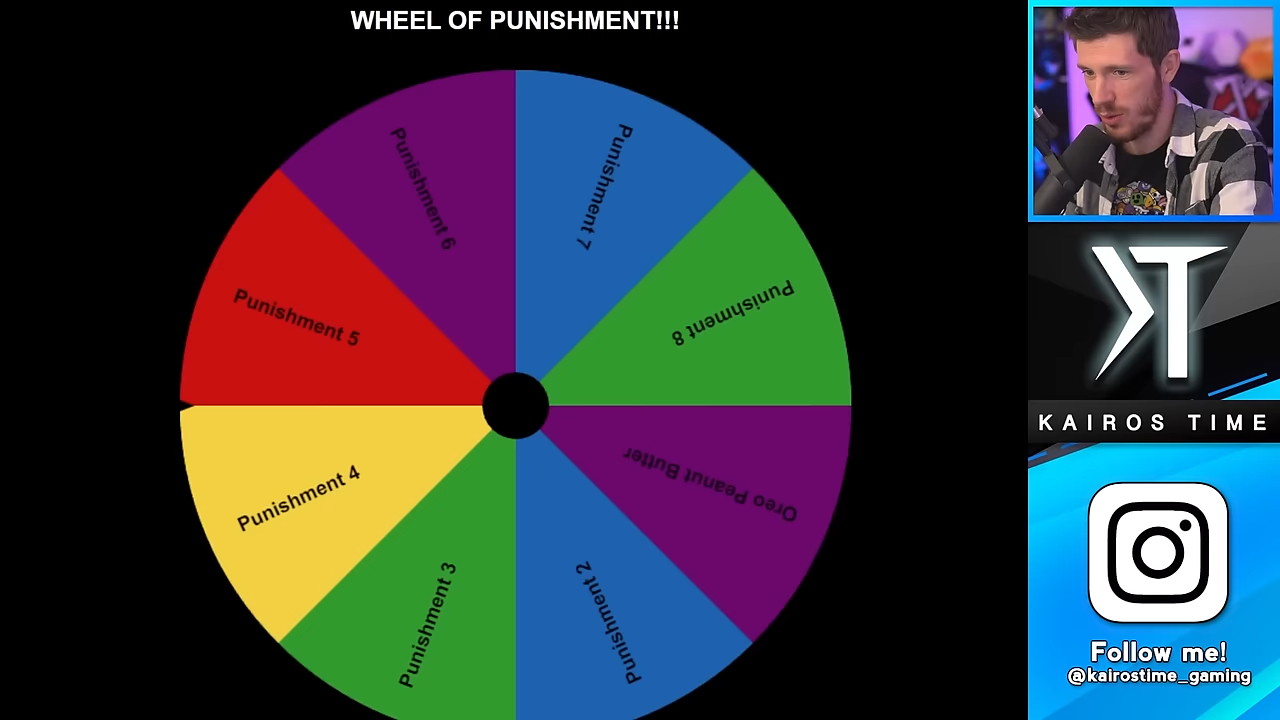 WHEEL OF PUNISHMENT!!!
Punishment 6
Punishment 7
Punishment 5
Punishment 8
Punishment 4
Oreo Peanut Butter
Punishment 3
Punishment 2
KT
KAIROS TIME
Follow me!
@kairostime_gaming